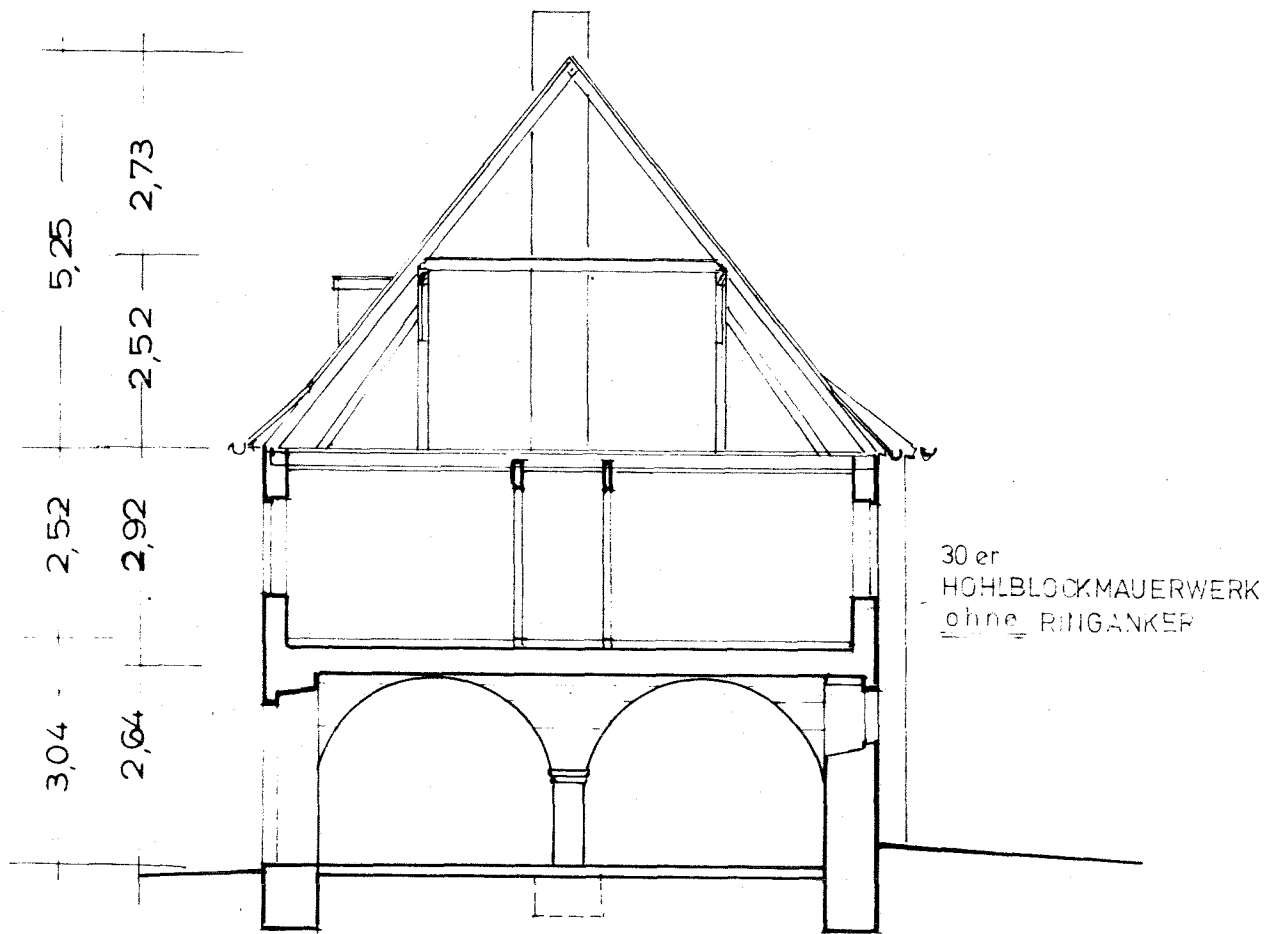 5,25
2,73
2,52
2,52
2,92
3,04
2,64
30 er
HOHLBLOCKMAUERWERK
ohne RINGANKER